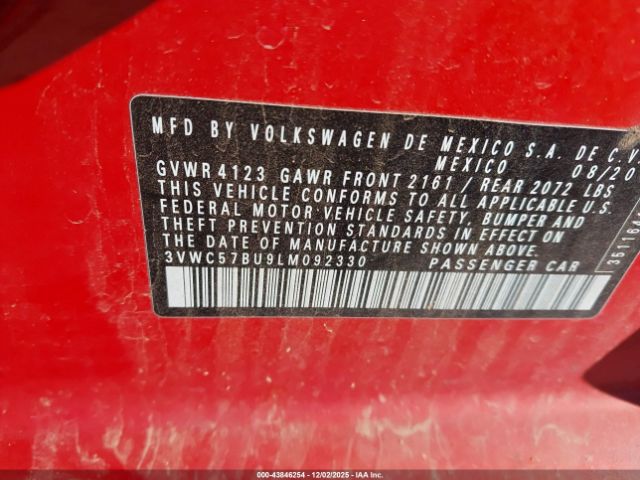 MFD BY VOLKSWAGEN DE MEXICO S.A. DE C.V
MEXICO 08/20
GVWR 4123 GAWR FRONT 2161 / REAR 2072 LBS
THIS VEHICLE CONFORMS TO ALL APPLICABLE U.S.
FEDERAL MOTOR VEHICLE SAFETY, BUMPER AND
THEFT PREVENTION STANDARDS IN EFFECT ON
THE DATE OF MANUFACTURE SHOWN ABOVE.
3VWC57BU9LM092330 PASSENGER CAR
© IAA - 43846254 | 12/02/2025 - IAA Inc.